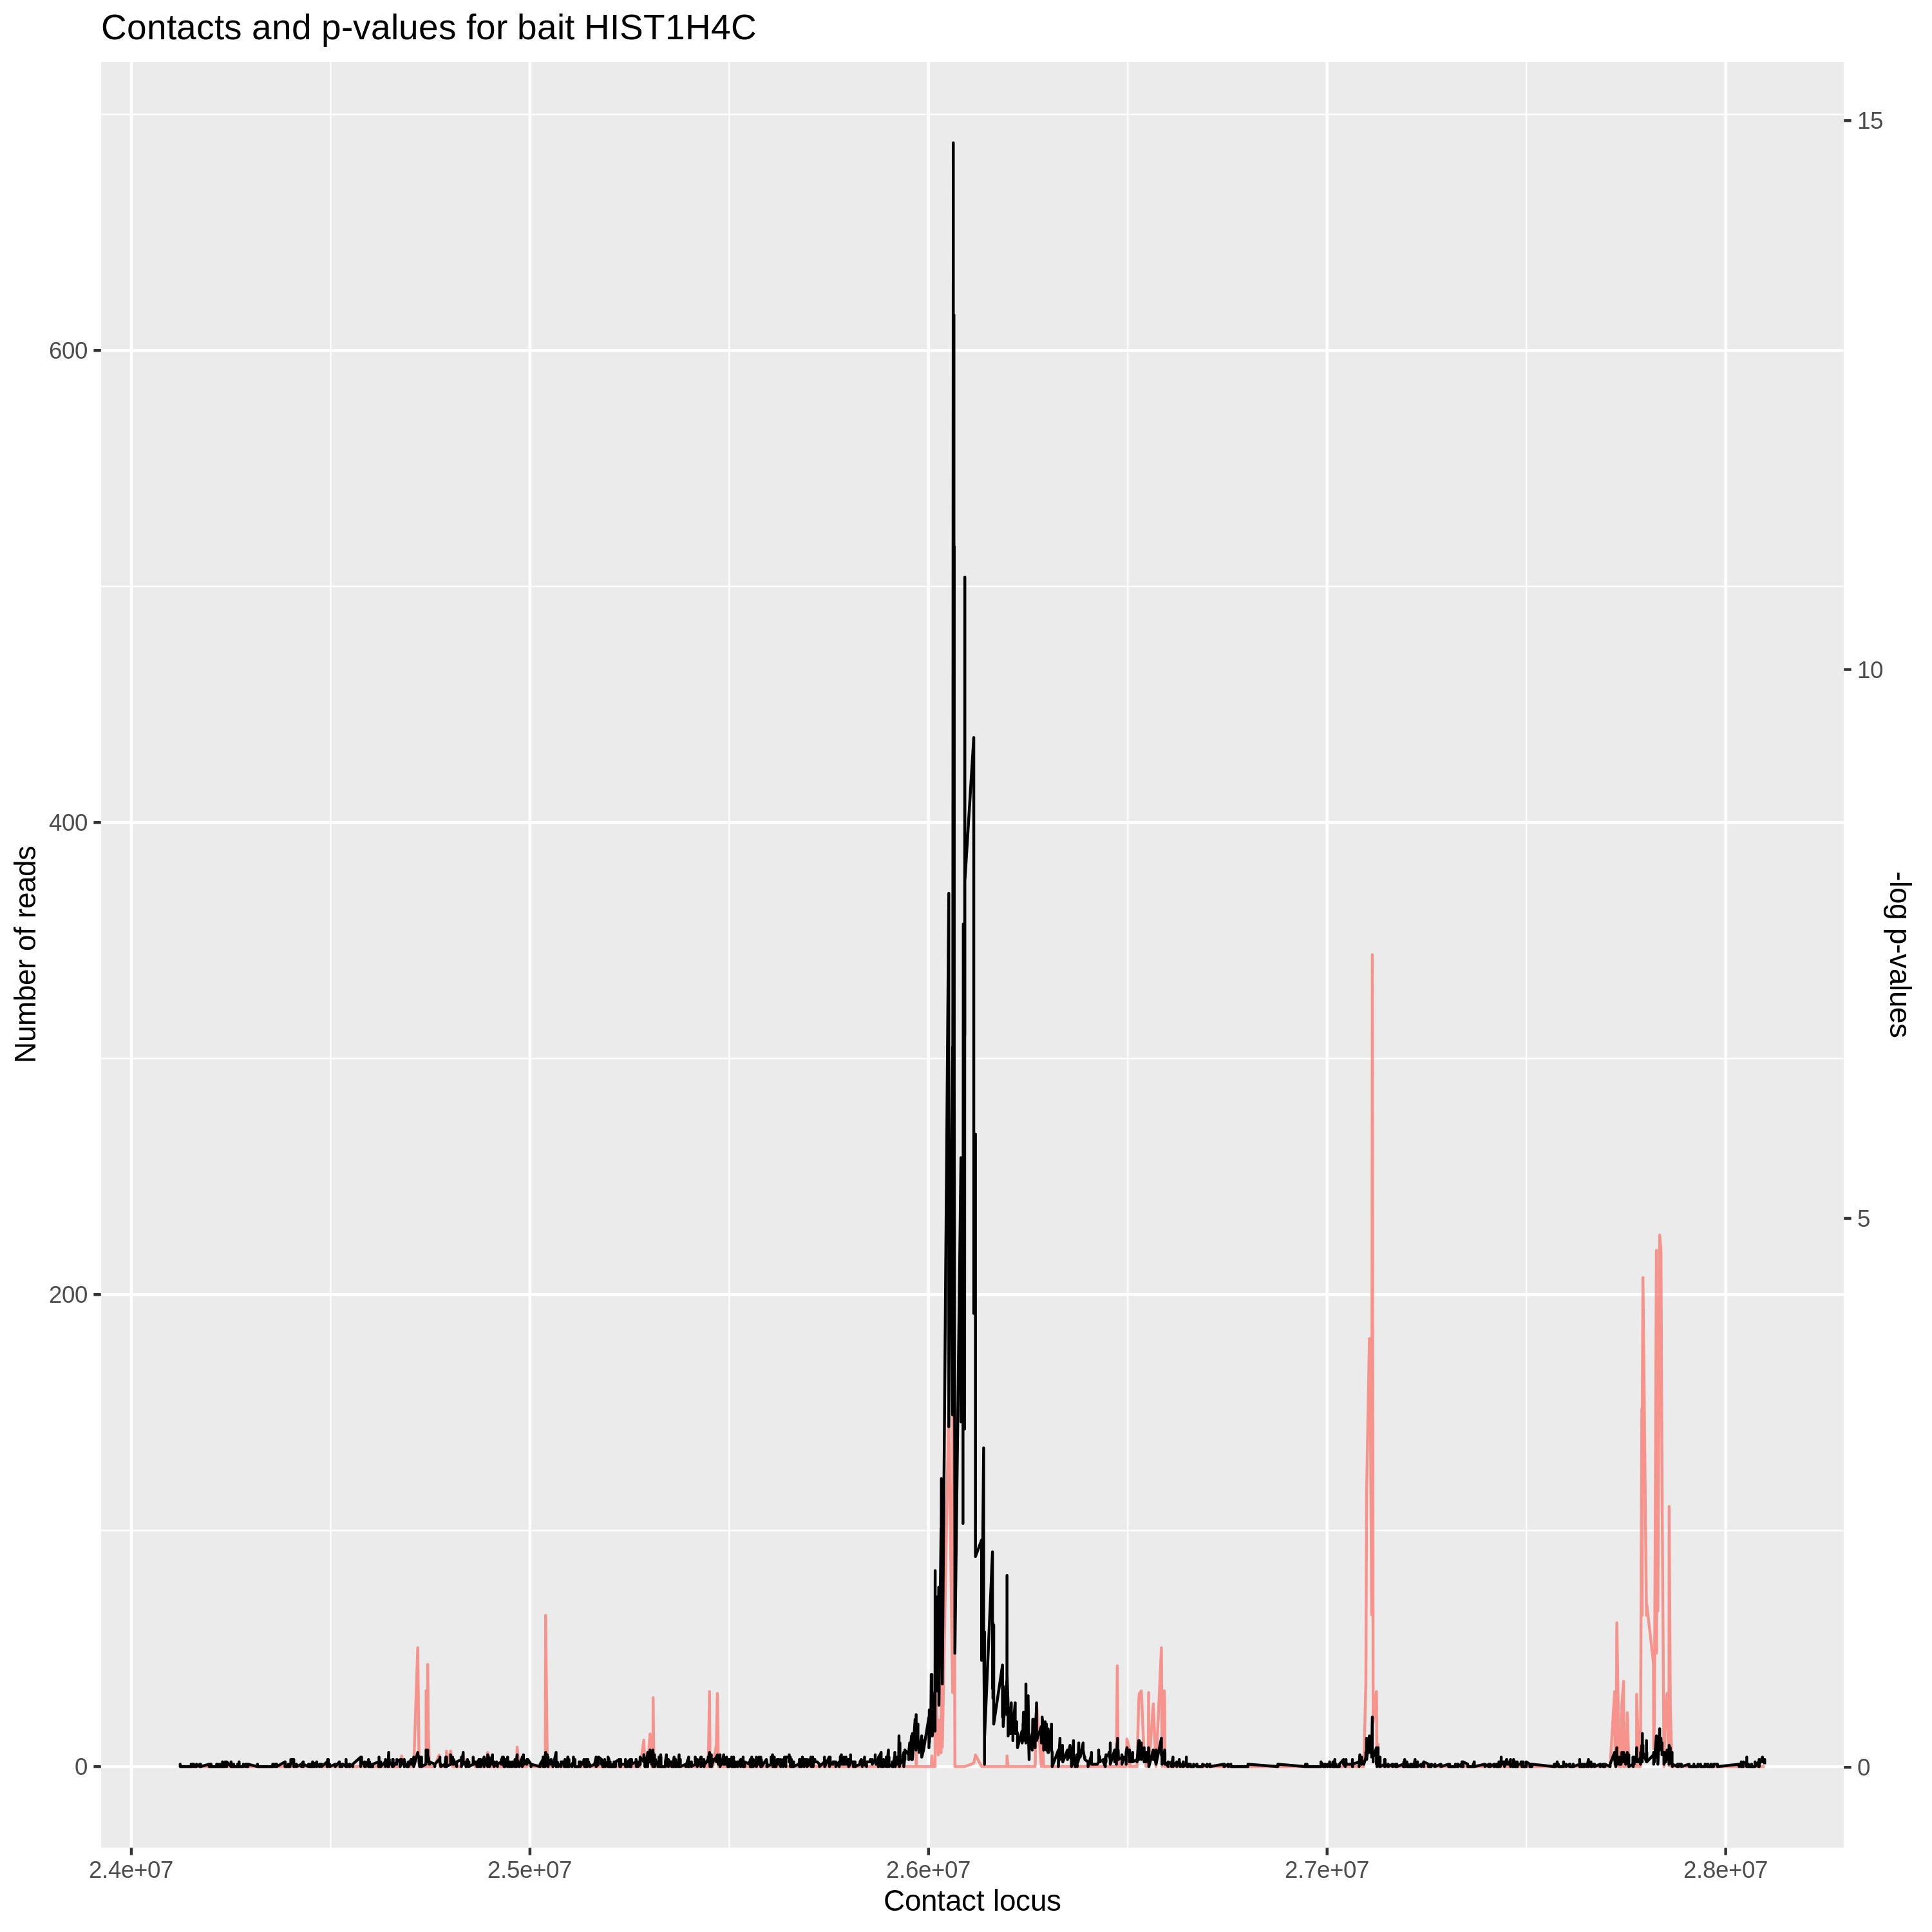 Contacts and p-values for bait HIST1H4C
Number of reads
600
400
200
0
15
10
5
0
-log p-values
2.4e+07
2.5e+07
2.6e+07
2.7e+07
2.8e+07
Contact locus